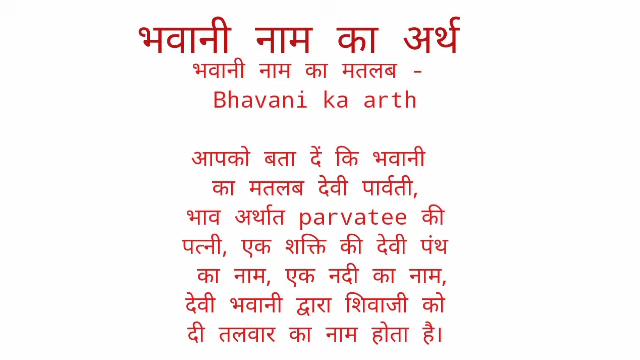 भवानी नाम का अर्थ
भवानी नाम का मतलब -
Bhavani ka arth
आपको बता दें कि भवानी
का मतलब देवी पार्वती,
भाव अर्थात parvatee की
पत्नी, एक शक्ति की देवी पंथ
का नाम, एक नदी का नाम,
देवी भवानी द्वारा शिवाजी को
दी तलवार का नाम होता है।